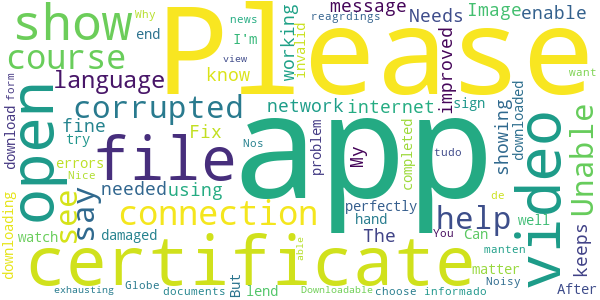 Please
app
file
certificate
video
open
show
course
language
corrupted
connection
help
Unable
say
see
message
Image
enable
Needs
improved
working
invalid
news
reagrdings
I'm
Why
end
know
network
internet
sign
showing
downloaded
want
view
form
download
fine
try
Fix
using
needed
errors
Nice
damaged
watch
downloading
My
problem
Nos
completed
tudo
perfectly
hand
The
You
Can
de
well
keeps
matter
manten
After
Noisy
choose
informado
But
lend
able
Downloadable
documents
Globe
exhausting